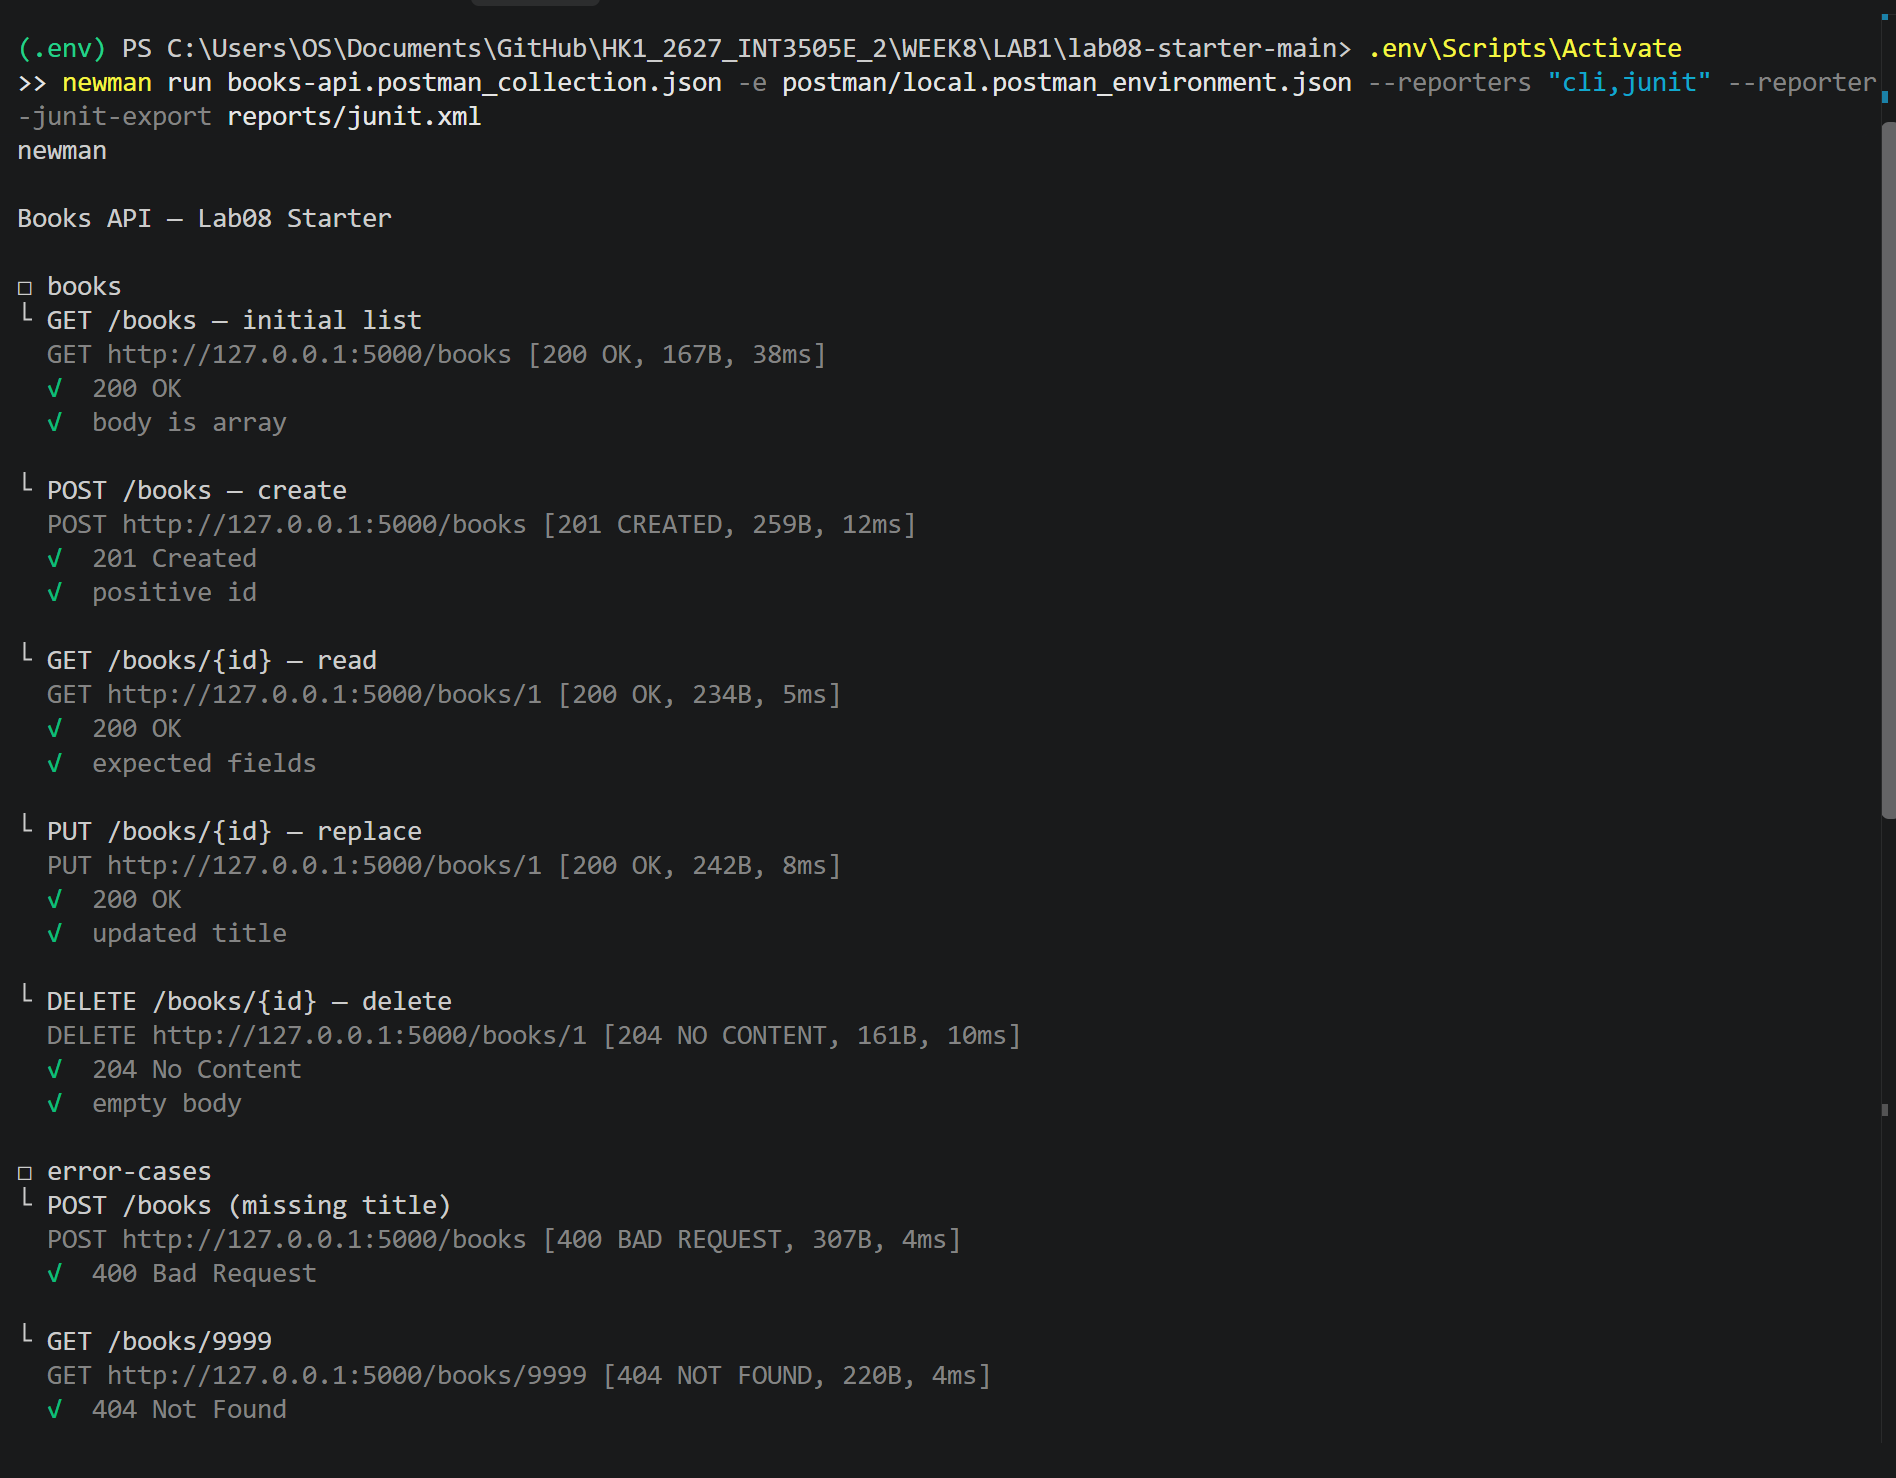 (.env) PS C:\Users\OS\Documents\GitHub\HK1_2627_INT3505E_2\WEEK8\LAB1\lab08-starter-main> .env\Scripts\Activate
>> newman run books-api.postman_collection.json -e postman/local.postman_environment.json --reporters "cli,junit" --reporter
-junit-export reports/junit.xml
newman

Books API — Lab08 Starter

□ books
└ GET /books — initial list
  GET http://127.0.0.1:5000/books [200 OK, 167B, 38ms]
  √  200 OK
  √  body is array

└ POST /books — create
  POST http://127.0.0.1:5000/books [201 CREATED, 259B, 12ms]
  √  201 Created
  √  positive id

└ GET /books/{id} — read
  GET http://127.0.0.1:5000/books/1 [200 OK, 234B, 5ms]
  √  200 OK
  √  expected fields

└ PUT /books/{id} — replace
  PUT http://127.0.0.1:5000/books/1 [200 OK, 242B, 8ms]
  √  200 OK
  √  updated title

└ DELETE /books/{id} — delete
  DELETE http://127.0.0.1:5000/books/1 [204 NO CONTENT, 161B, 10ms]
  √  204 No Content
  √  empty body

□ error-cases
└ POST /books (missing title)
  POST http://127.0.0.1:5000/books [400 BAD REQUEST, 307B, 4ms]
  √  400 Bad Request

└ GET /books/9999
  GET http://127.0.0.1:5000/books/9999 [404 NOT FOUND, 220B, 4ms]
  √  404 Not Found